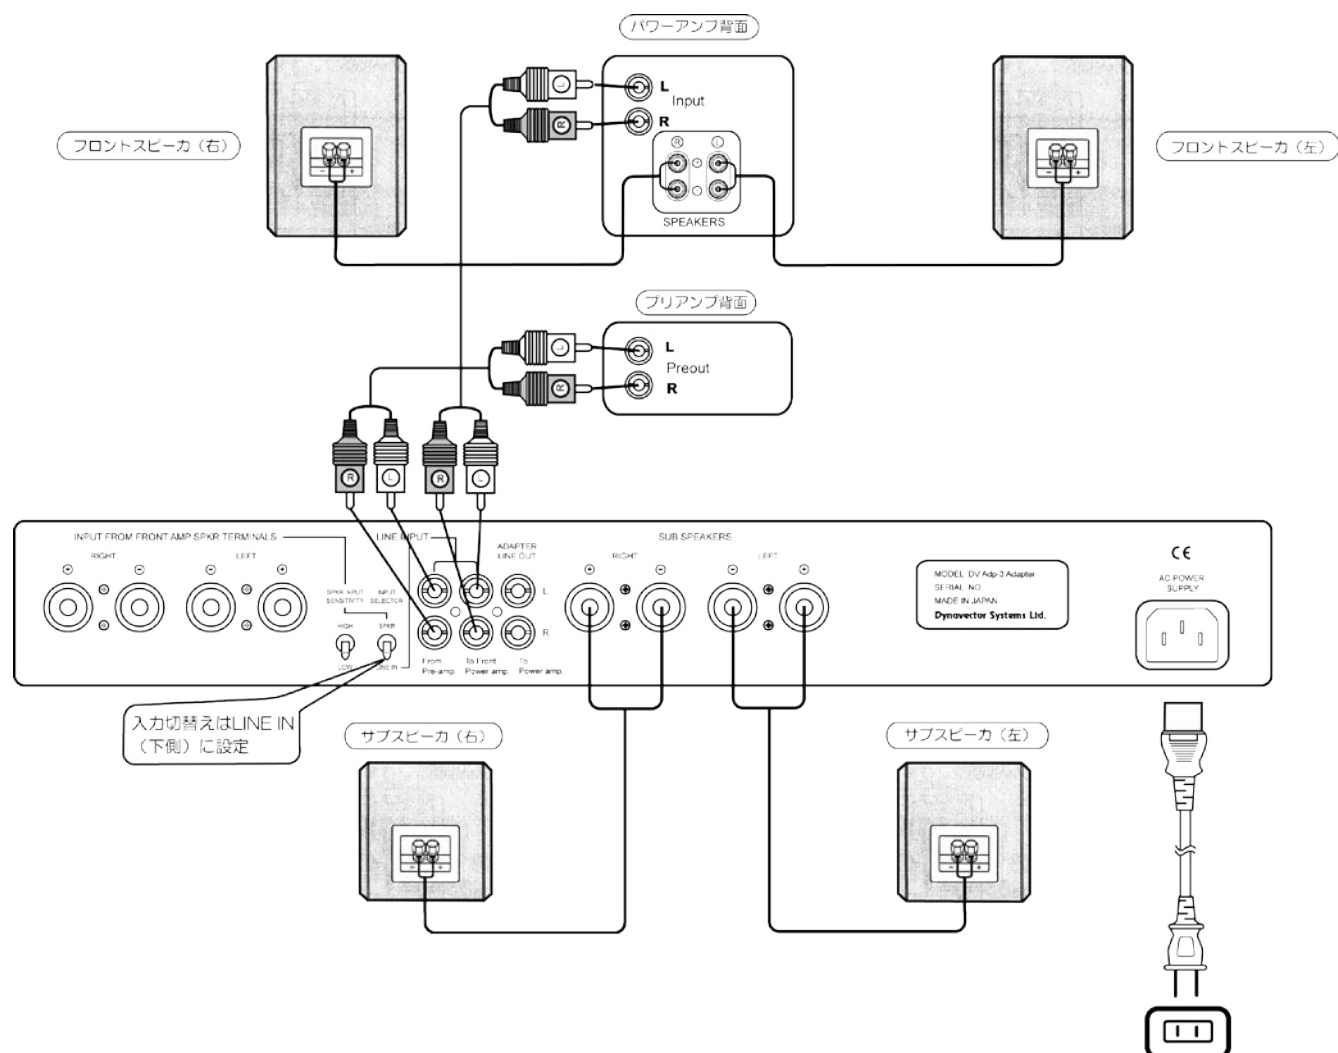 パワーアンプ背面
L
Input
R
L
R
R L
SPEAKERS
フロントスピーカ（右）
フロントスピーカ（左）
プリアンプ背面
L
Preout
R
L
R
R L R L
INPUT FROM FRONT AMP SPKR TERMINALS
RIGHT LEFT
SPKR INPUT
SENSITIVITY
INPUT
SELECTOR
HIGH
LOW
SPKR
LINE IN
LINE INPUT
ADAPTER
LINE OUT
L
R
From
Pre-amp.
To Front
Power amp.
To
Power amp.
SUB SPEAKERS
RIGHT LEFT
MODEL DV Adp-3 Adapter
SERIAL NO.
MADE IN JAPAN
Dynavector Systems Ltd.
CE
AC POWER
SUPPLY
入力切替えはLINE IN
（下側）に設定
サブスピーカ（右）
サブスピーカ（左）